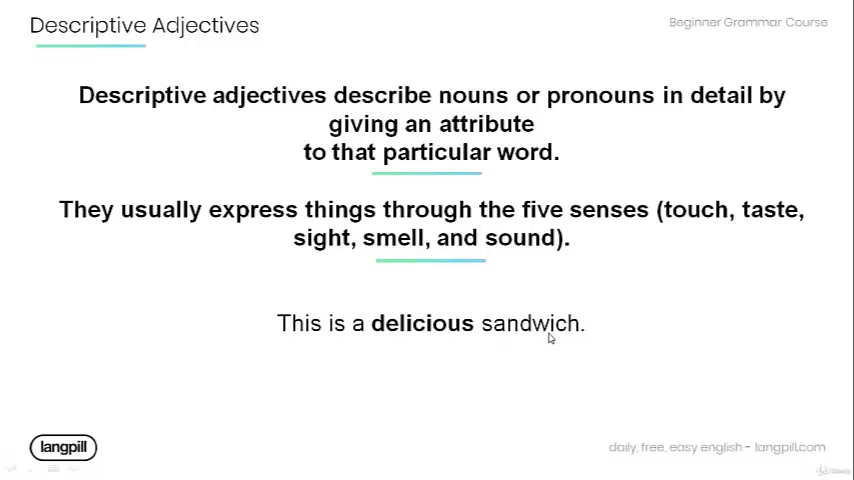 Descriptive Adjectives
Beginner Grammar Course
Descriptive adjectives describe nouns or pronouns in detail by
giving an attribute
to that particular word.
They usually express things through the five senses (touch, taste,
sight, smell, and sound).
This is a delicious sandwich.
langpill
daily, free, easy english - langpill.com